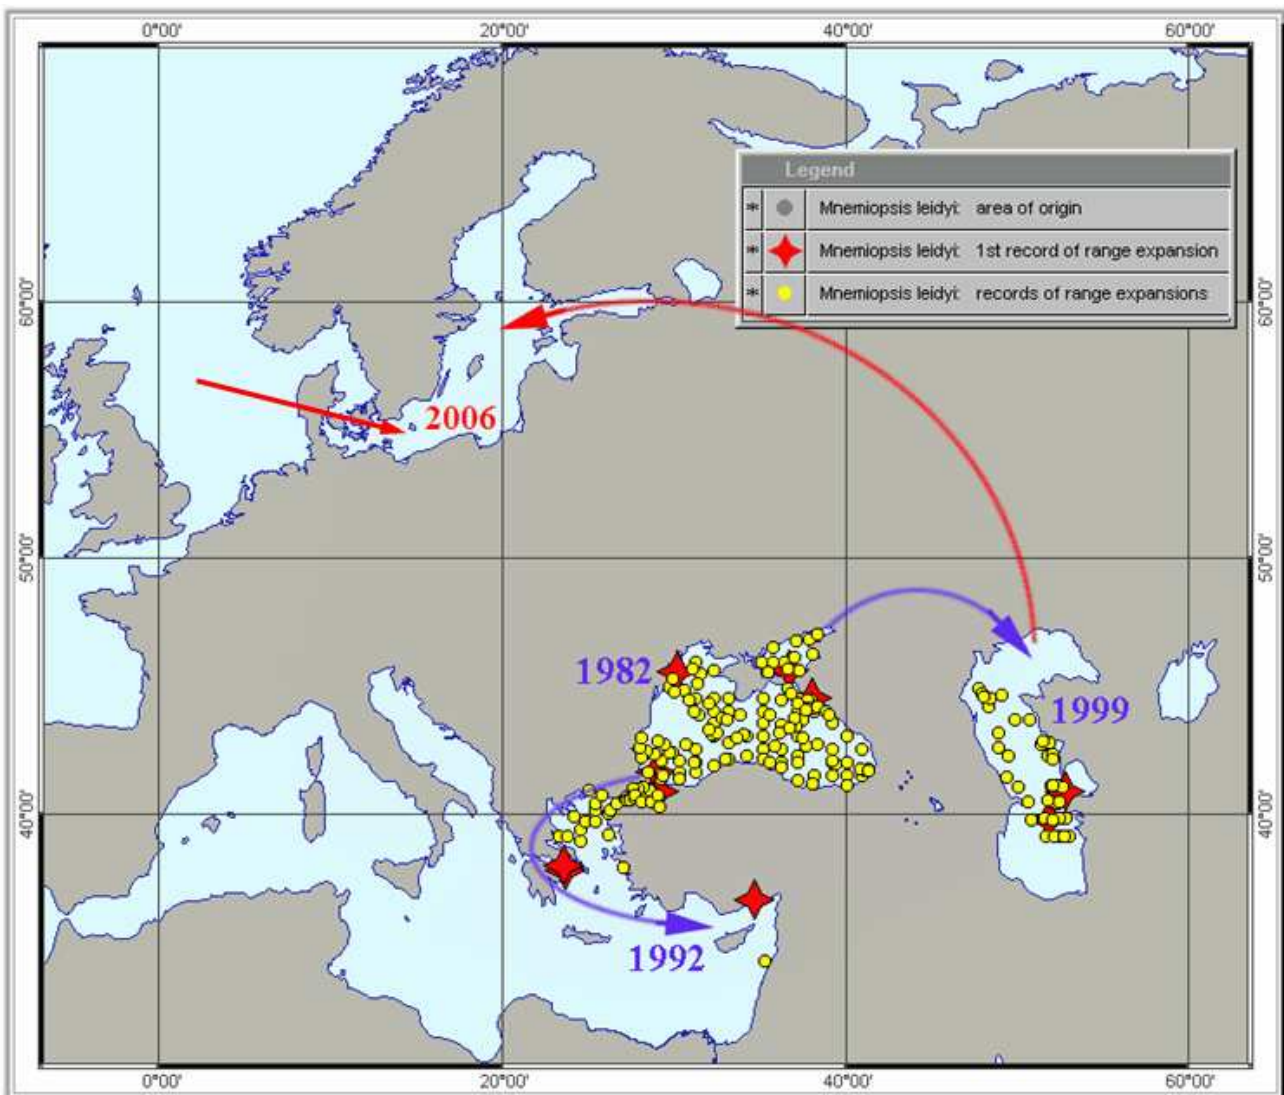 0°00' 20°00' 40°00' 60°00'
Legend
* Mnemiopsis leidyi: area of origin
* Mnemiopsis leidyi: 1st record of range expansion
* Mnemiopsis leidyi: records of range expansions
60°00' 60°00'
2006
50°00' 50°00'
1982
1999
40°00' 40°00'
1992
0°00' 20°00' 40°00' 60°00'